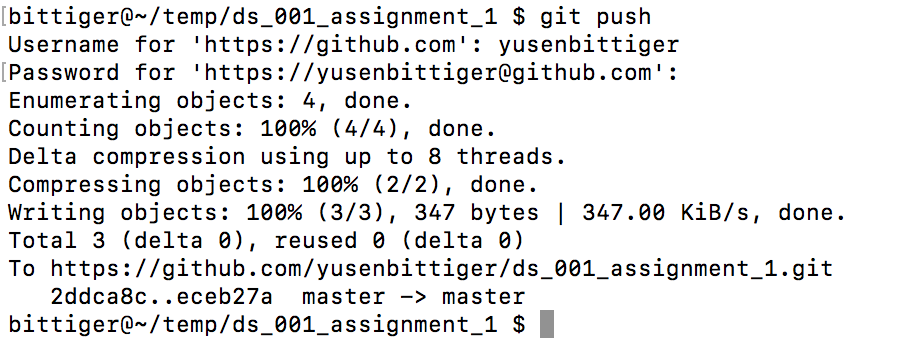 [bittiger@~/temp/ds_001_assignment_1 $ git push
Username for 'https://github.com': yusenbittiger
[Password for 'https://yusenbittiger@github.com':
Enumerating objects: 4, done.
Counting objects: 100% (4/4), done.
Delta compression using up to 8 threads.
Compressing objects: 100% (2/2), done.
Writing objects: 100% (3/3), 347 bytes | 347.00 KiB/s, done.
Total 3 (delta 0), reused 0 (delta 0)
To https://github.com/yusenbittiger/ds_001_assignment_1.git
   2ddca8c..eceb27a  master -> master
bittiger@~/temp/ds_001_assignment_1 $